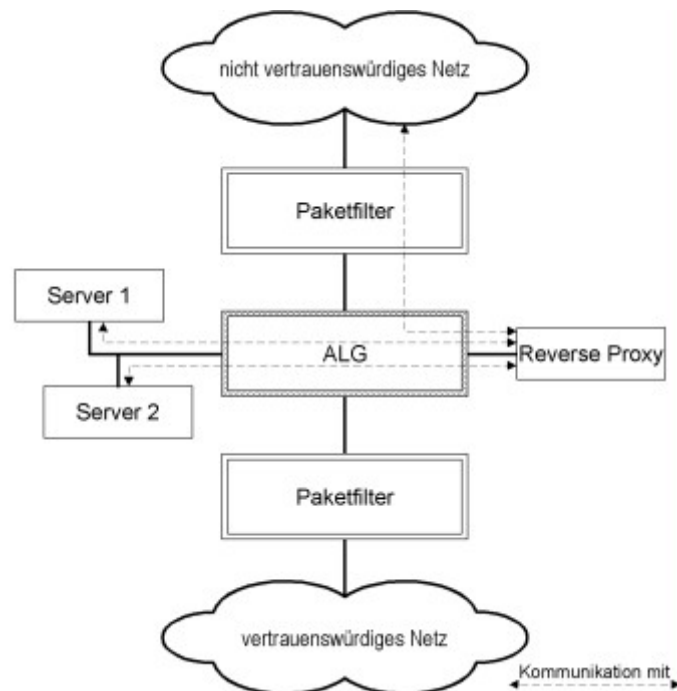 nicht vertrauenswürdiges Netz
Paketfilter
Server 1
ALG
Reverse Proxy
Server 2
Paketfilter
vertrauenswürdiges Netz
Kommunikation mit